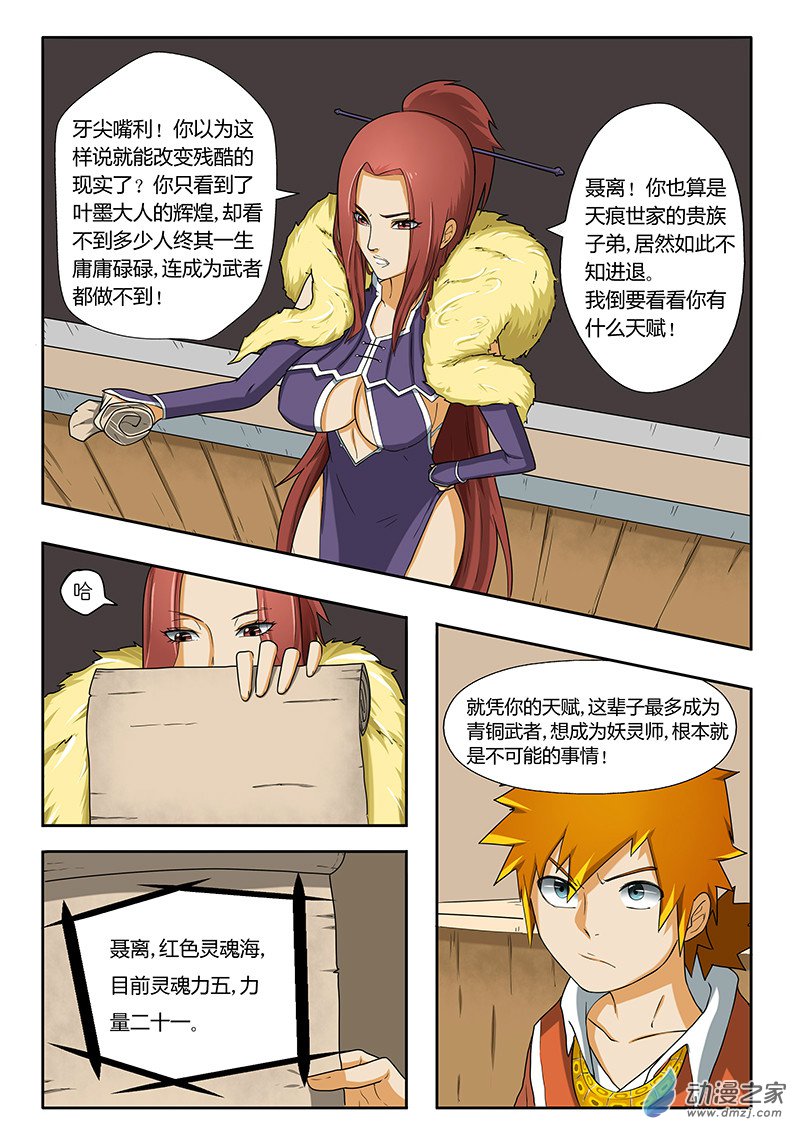 牙尖嘴利！你以为这
样说就能改变残酷的
现实了？你只看到了
叶墨大人的辉煌，却看
不到多少人终其一生
庸庸碌碌，连成为武者
都做不到！
聂离！你也算是
天痕世家的贵族
子弟，居然如此不
知进退。
我倒要看看你有
什么天赋！
哈
聂离，红色灵魂海，
目前灵魂力五，力
量二十一。
就凭你的天赋，这辈子最多成为
青铜武者，想成为妖灵师，根本就
是不可能的事情！
动漫之家
www.dmzj.com